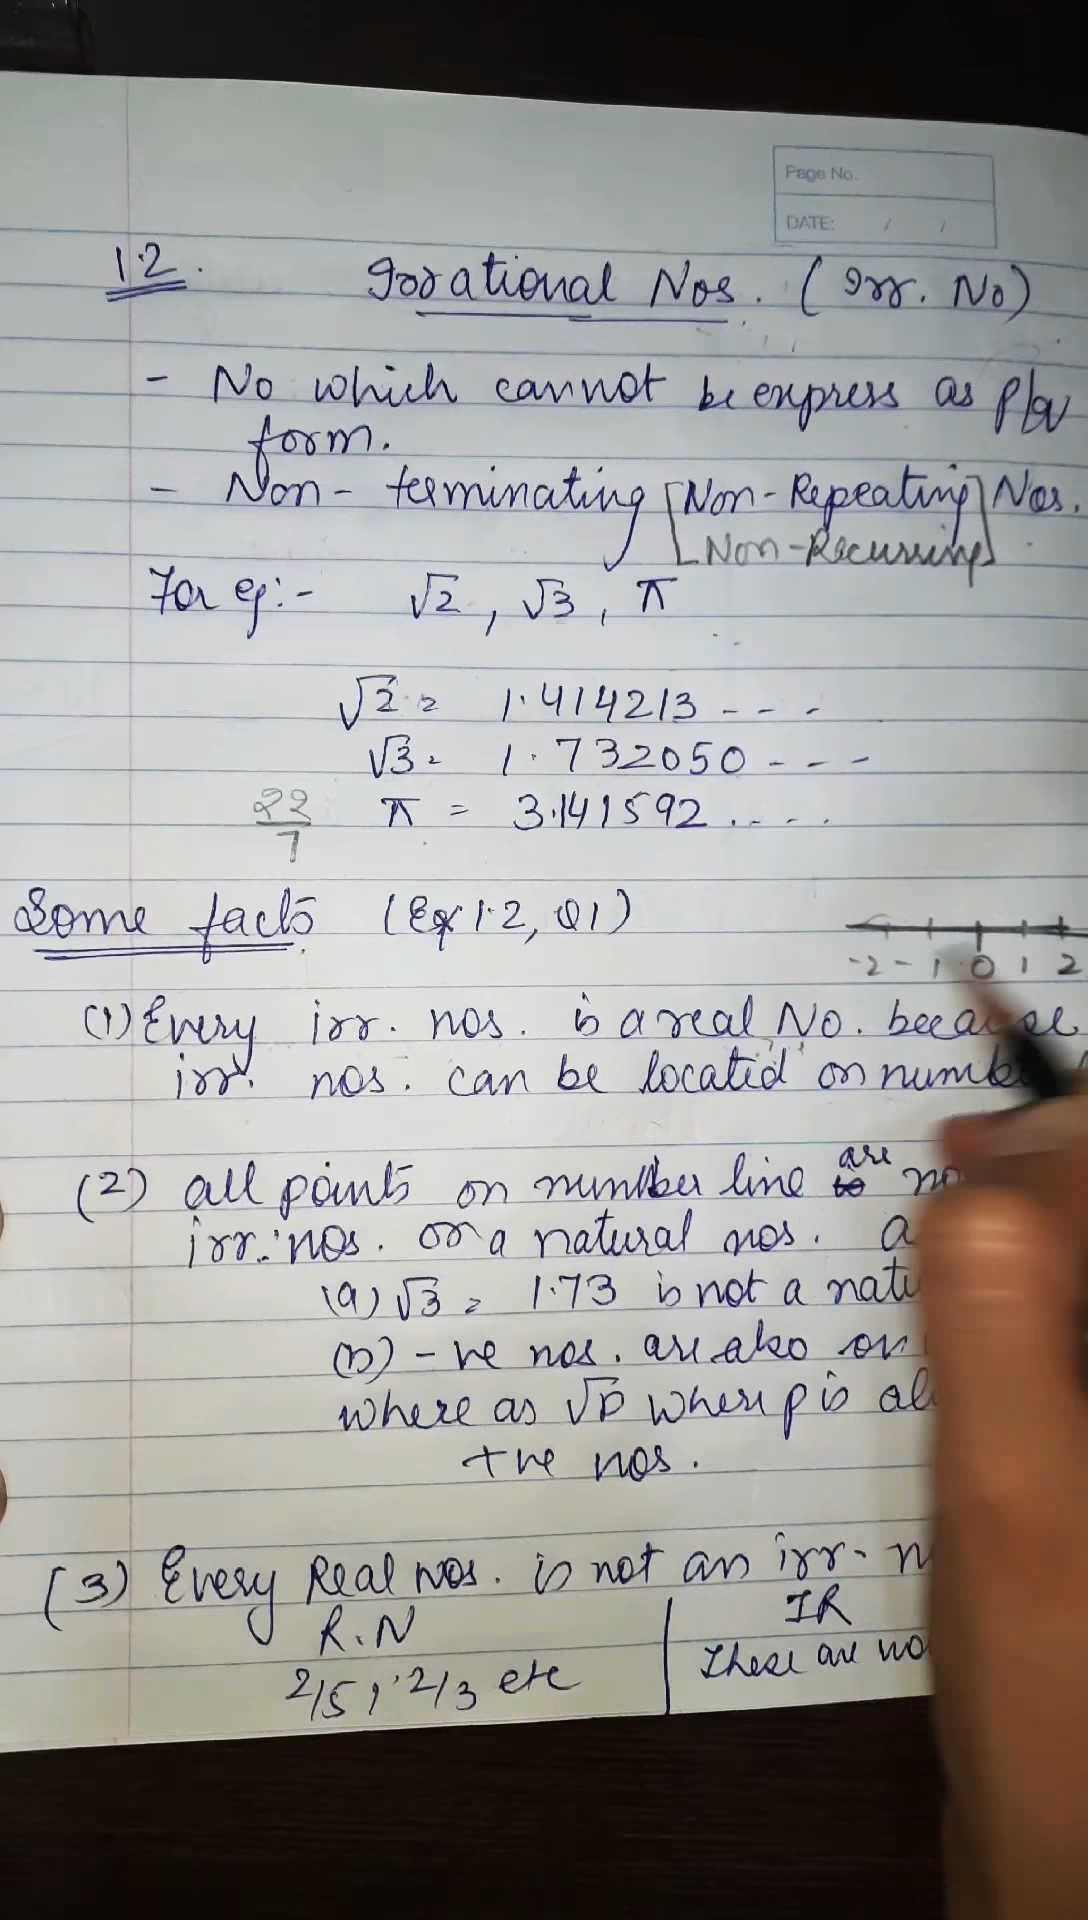 Page No.
DATE: / /
1.2. Irrational Nos. (Irr. No)
- No which cannot be express as p/q
form.
- Non-terminating [Non-Repeating] Nos.
[Non-Recurring]
For eg:- √2, √3, π
√2 = 1.414213 - - -
√3 = 1.732050 - - -
22/7 π = 3.141592 . . . .
Some facts (Ex 1.2, Q1)
-2 -1 0 1 2
(1) Every irr. nos. is a real No. because
irr. nos. can be located on number
(2) all points on number line are
irr. nos. or a natural nos.
(a) √3 = 1.73 is not a
(b) -ve nos. are also on
where as √p where p is
+ve nos.
(3) Every Real Nos. is not an irr-
R.N IR
2/5, 2/3 etc These are